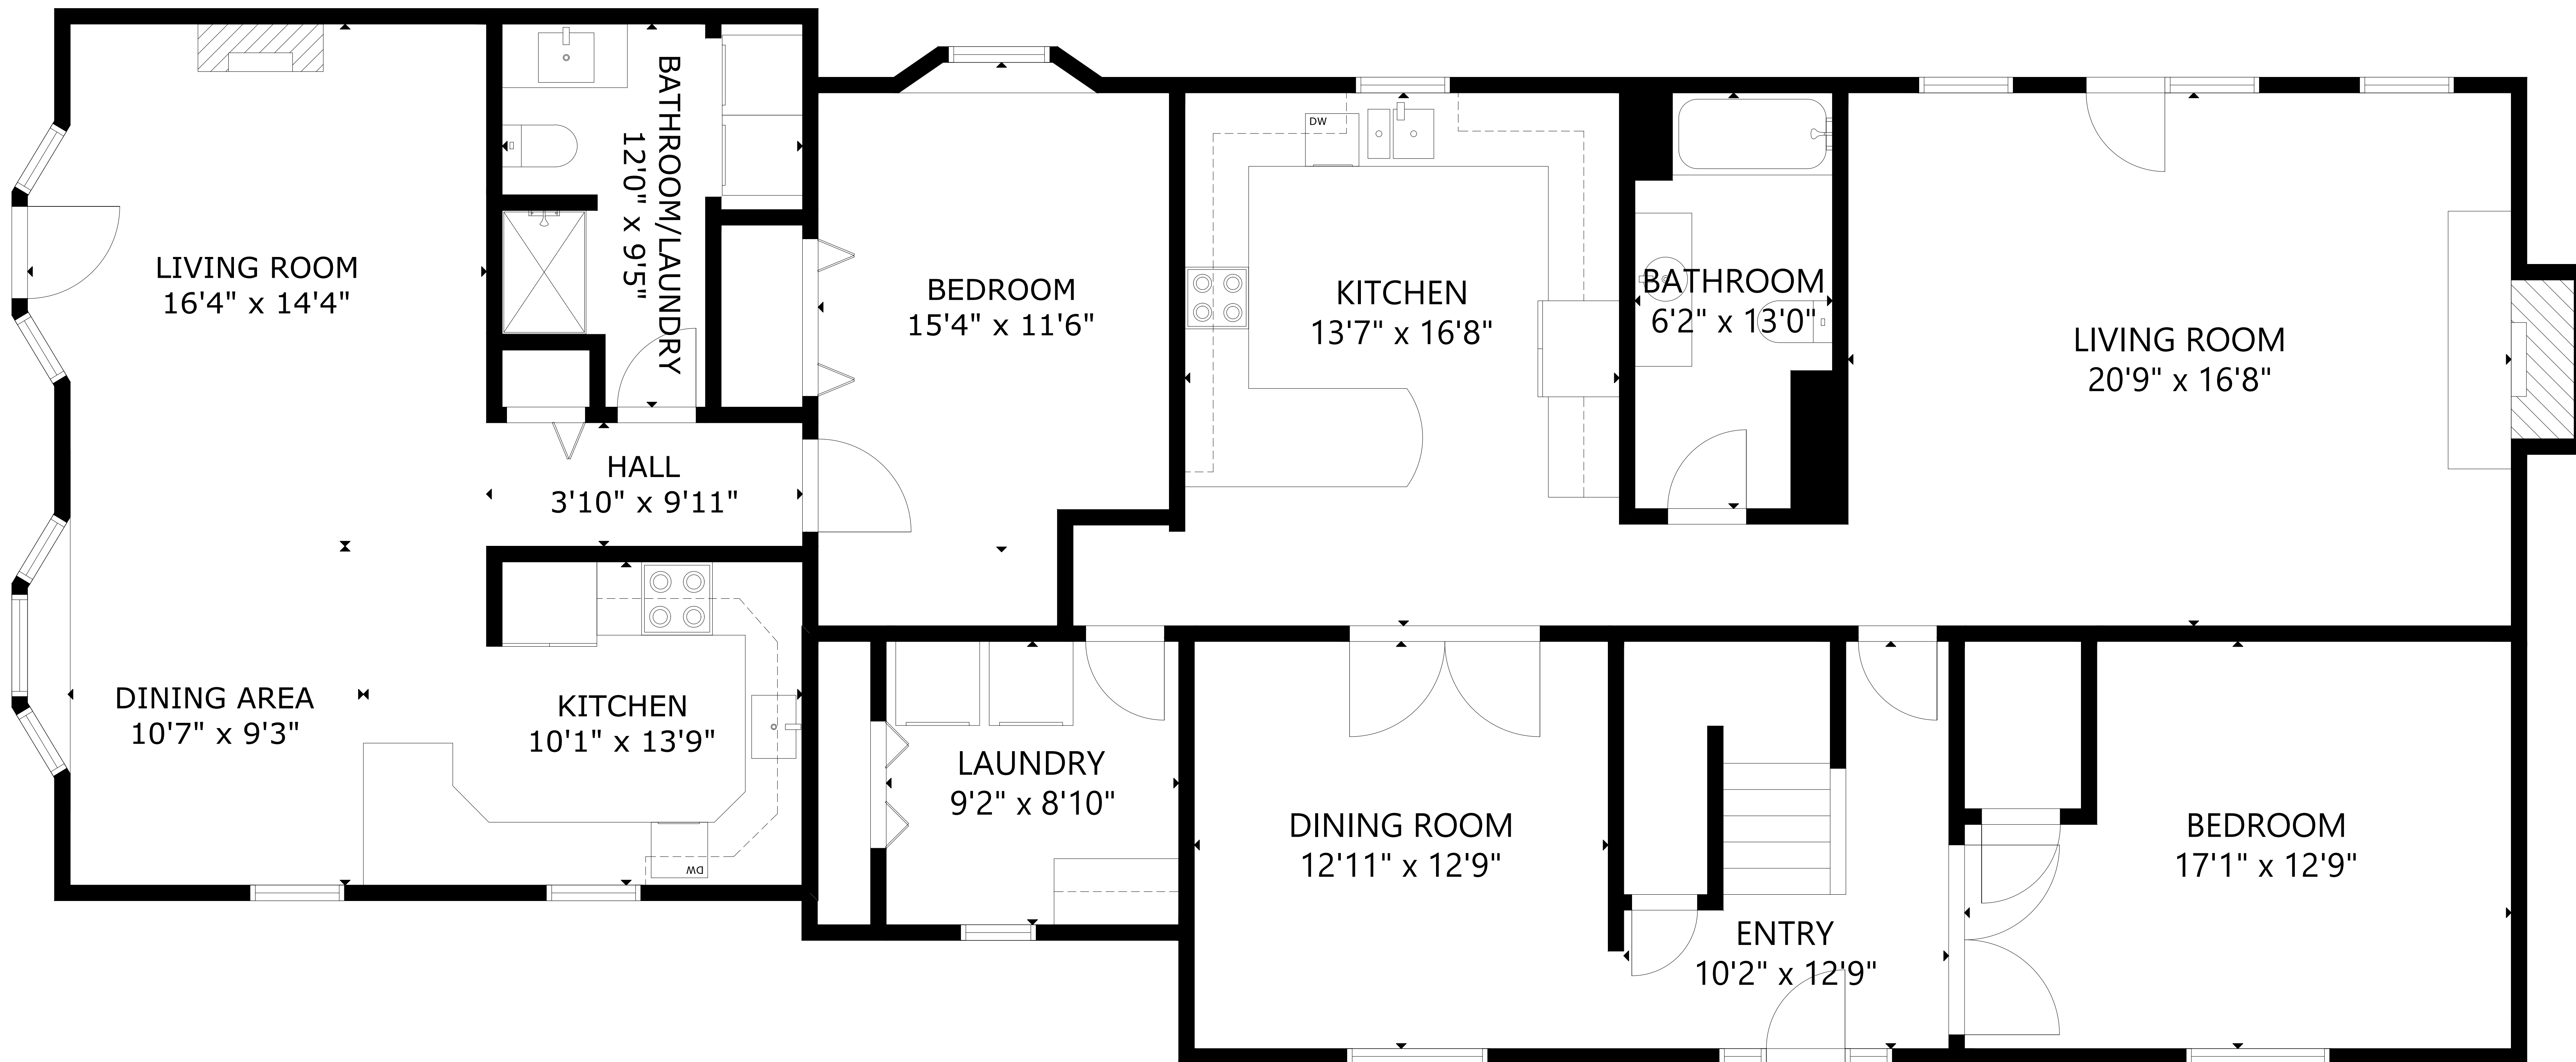 BATHROOM/LAUNDRY
12'0" x 9'5"
LIVING ROOM
16'4" x 14'4"
BEDROOM
15'4" x 11'6"
DW
KITCHEN
13'7" x 16'8"
BATHROOM
6'2" x 13'0"
LIVING ROOM
20'9" x 16'8"
HALL
3'10" x 9'11"
DINING AREA
10'7" x 9'3"
KITCHEN
10'1" x 13'9"
DW
LAUNDRY
9'2" x 8'10"
DINING ROOM
12'11" x 12'9"
ENTRY
10'2" x 12'9"
BEDROOM
17'1" x 12'9"